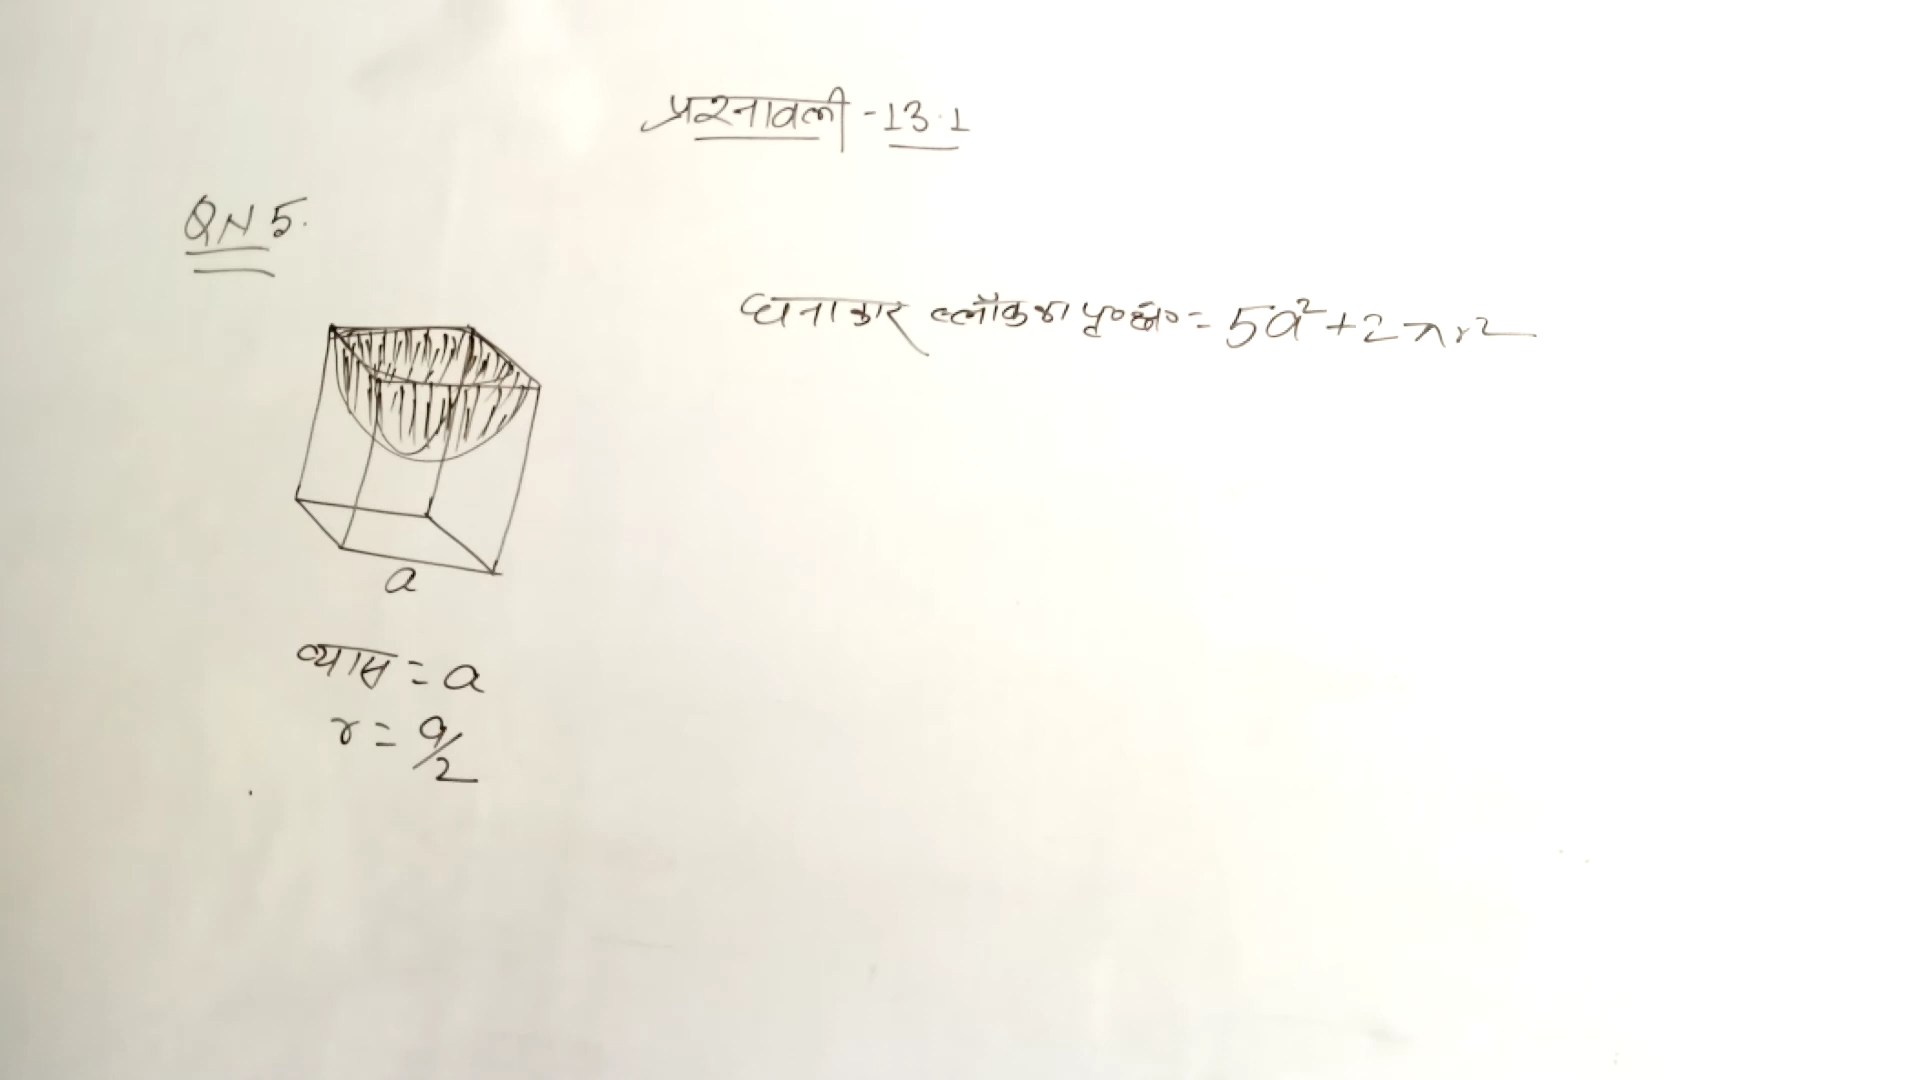 प्रश्नावली - 13.1
QN 5.
घनाकार ब्लॉक का पृ०क्षे० = 5a² + 2πr²
a
व्यास = a
r = a/2